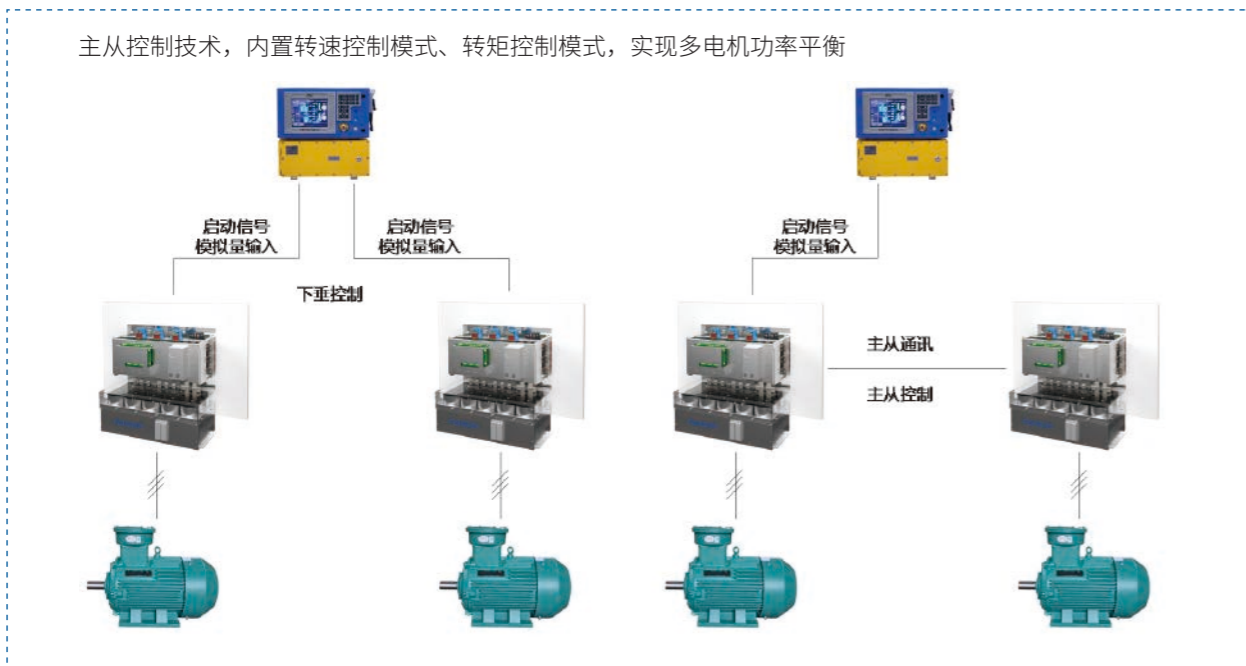 主从控制技术，内置转速控制模式、转矩控制模式，实现多电机功率平衡
启动信号
模拟量输入
启动信号
模拟量输入
启动信号
模拟量输入
下垂控制
主从通讯
主从控制